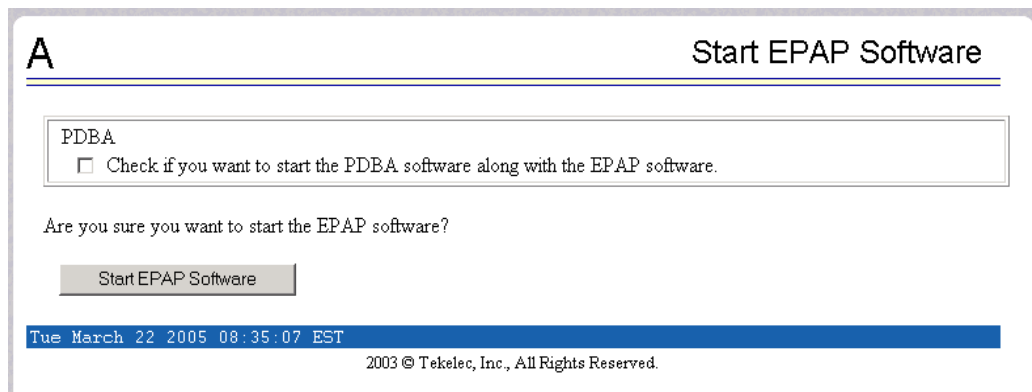 A
Start EPAP Software
PDBA
Check if you want to start the PDBA software along with the EPAP software.
Are you sure you want to start the EPAP software?
Start EPAP Software
Tue March 22 2005 08:35:07 EST
2003 © Tekelec, Inc., All Rights Reserved.